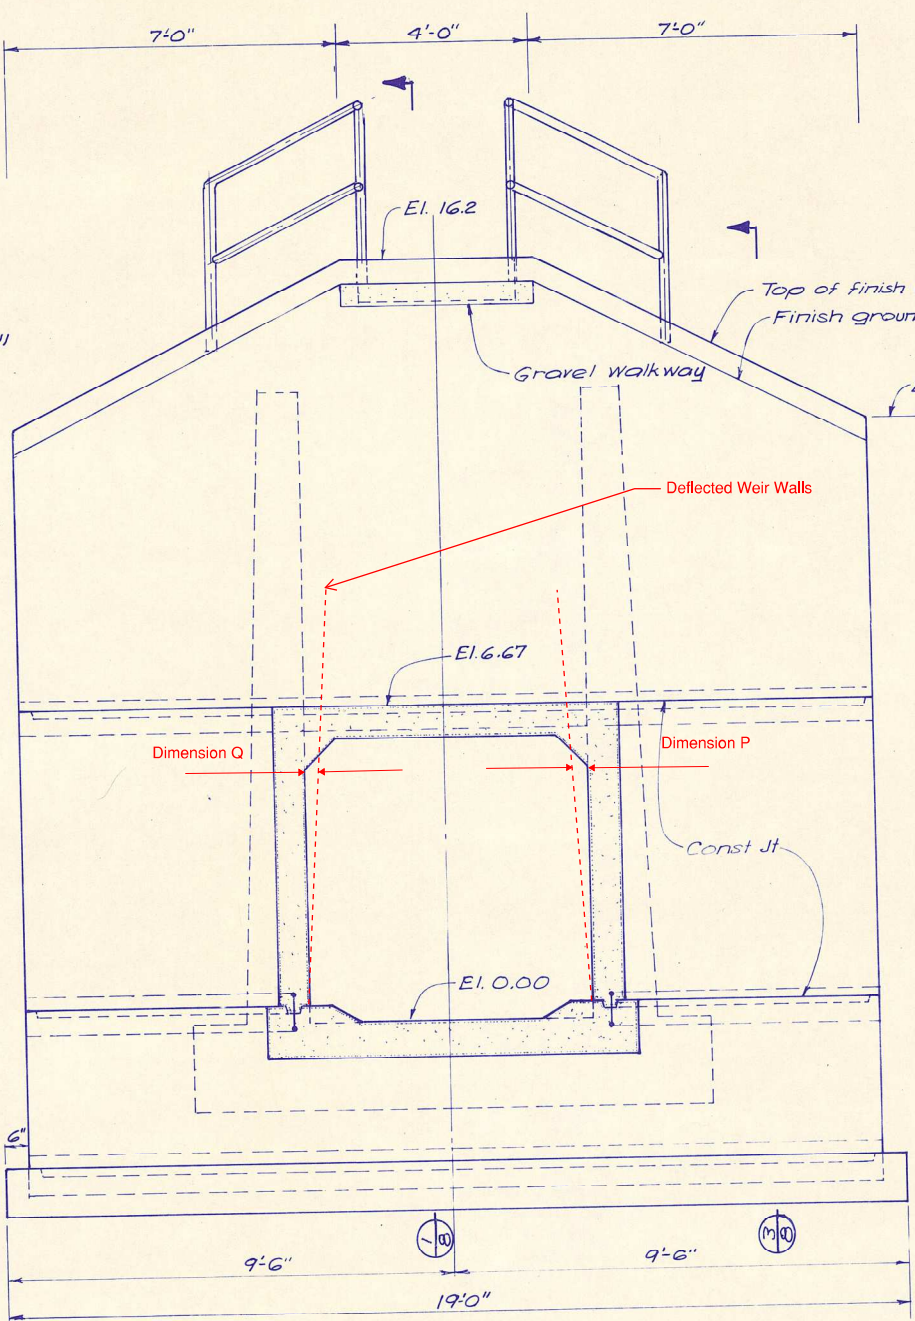 7'-0" 4'-0" 7'-0"
El. 16.2
Top of finish
Finish groun
Gravel walkway
Deflected Weir Walls
El. 6.67
Dimension Q
Dimension P
Const Jt
El. 0.00
6"
1
8
3
8
9'-6" 9'-6"
19'-0"